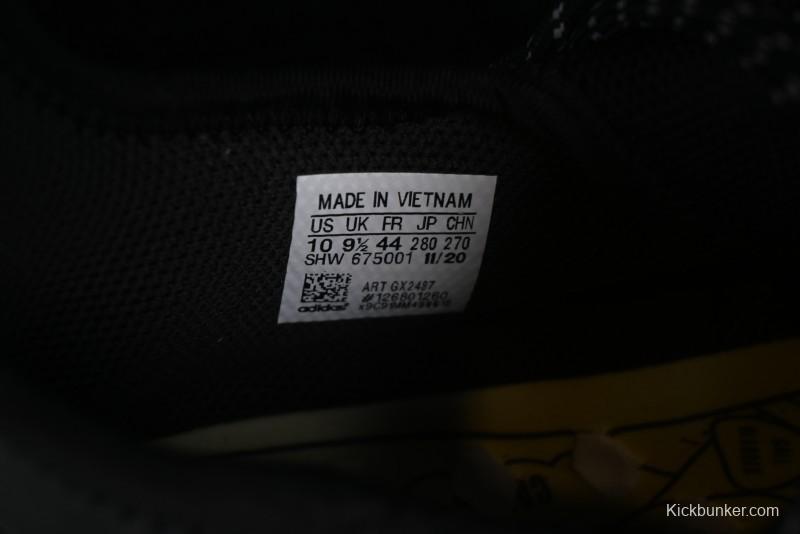 MADE IN VIETNAM
US UK FR JP CHN
10 9½ 44 280 270
SHW 675001 11/20
ART GX2487
#126801260
adidas
Kickbunker.com